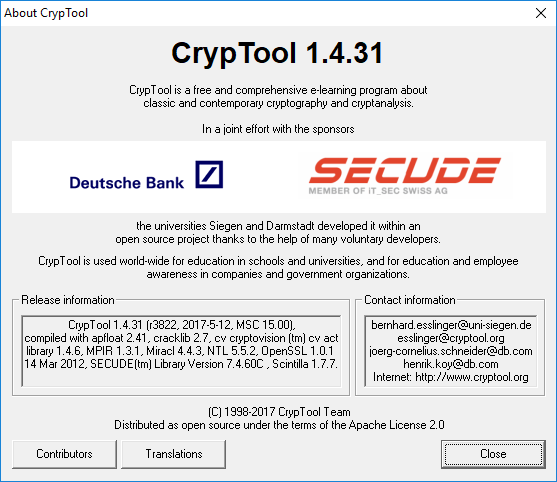 About CrypTool
CrypTool 1.4.31
CrypTool is a free and comprehensive e-learning program about
classic and contemporary cryptography and cryptanalysis.
In a joint effort with the sponsors
Deutsche Bank
SECUDE
MEMBER OF iT_SEC SWISS AG
the universities Siegen and Darmstadt developed it within an
open source project thanks to the help of many voluntary developers.
CrypTool is used world-wide for education in schools and universities, and for education and employee
awareness in companies and government organizations.
Release information
CrypTool 1.4.31 (r3822, 2017-5-12, MSC 15.00),
compiled with apfloat 2.41, cracklib 2.7, cv cryptovision (tm) cv act
library 1.4.6, MPIR 1.3.1, Miracl 4.4.3, NTL 5.5.2, OpenSSL 1.0.1
14 Mar 2012, SECUDE(tm) Library Version 7.4.60C , Scintilla 1.7.7.
Contact information
bernhard.esslinger@uni-siegen.de
esslinger@cryptool.org
joerg-cornelius.schneider@db.com
henrik.koy@db.com
Internet: http://www.cryptool.org
(C) 1998-2017 CrypTool Team
Distributed as open source under the terms of the Apache License 2.0
Contributors
Translations
Close